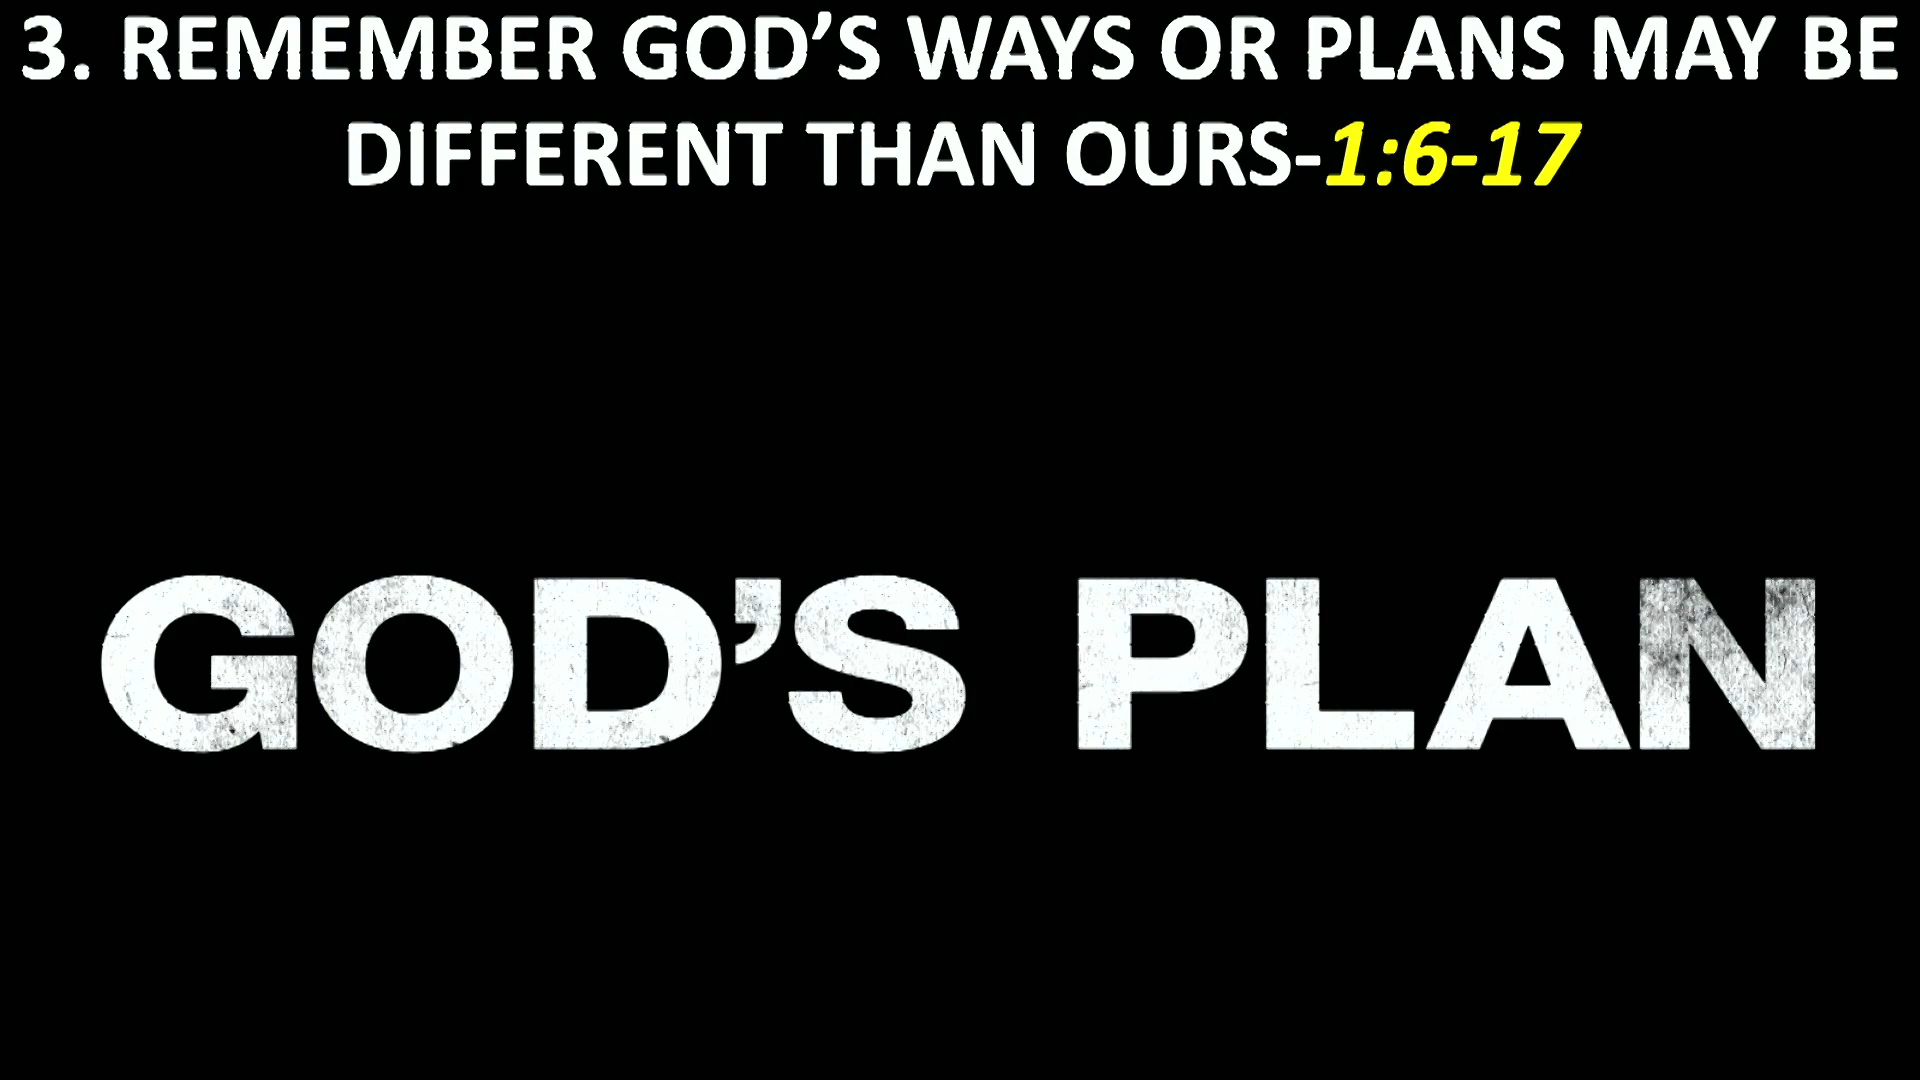 3. REMEMBER GOD’S WAYS OR PLANS MAY BE
DIFFERENT THAN OURS-1:6-17
GOD’S PLAN